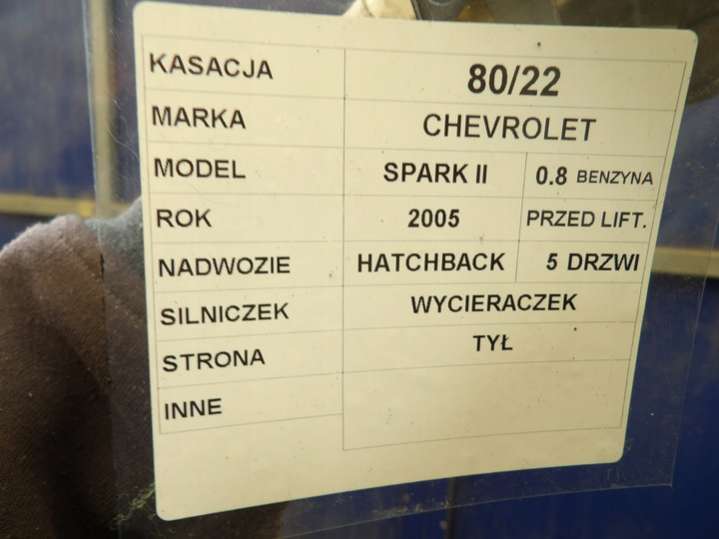 KASACJA 80/22
MARKA CHEVROLET
MODEL SPARK II 0.8 BENZYNA
ROK 2005 PRZED LIFT.
NADWOZIE HATCHBACK 5 DRZWI
SILNICZEK WYCIERACZEK
STRONA TYŁ
INNE